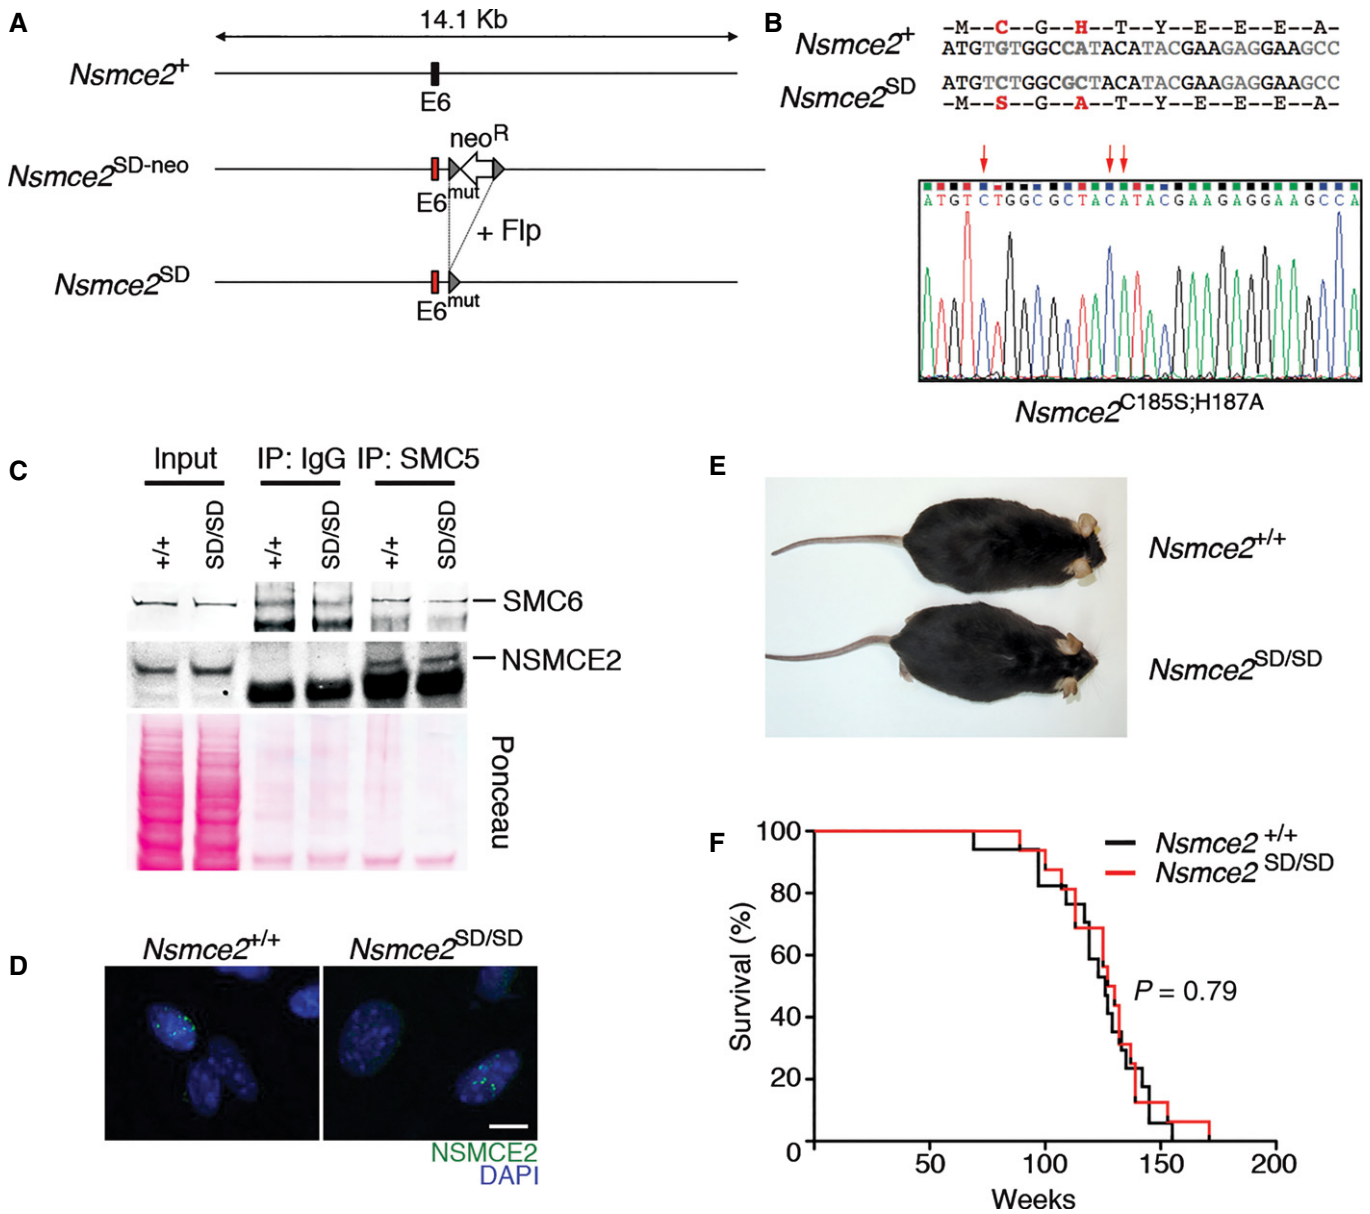 A
14.1 Kb
Nsmce2+
E6
neoR
Nsmce2SD-neo
E6mut
+ Flp
Nsmce2SD
E6mut
B
--M--C--G--H--T--Y--E--E--E--A-
Nsmce2+
ATGTGTGGCCATACATACGAAGAGGAAGCC
Nsmce2SD
ATGTCTGGCGCTACATACGAAGAGGAAGCC
--M--S--G--A--T--Y--E--E--E--A-
ATGTCTGGCGCTACATACGAAGAGGAAGCCA
Nsmce2C185S;H187A
C
Input IP: IgG IP: SMC5
+/+ SD/SD +/+ SD/SD +/+ SD/SD
SMC6
NSMCE2
Ponceau
D
Nsmce2+/+ Nsmce2SD/SD
NSMCE2
DAPI
E
Nsmce2+/+
Nsmce2SD/SD
F
Survival (%)
100
80
60
40
20
0
50 100 150 200
Weeks
Nsmce2 +/+
Nsmce2 SD/SD
P = 0.79